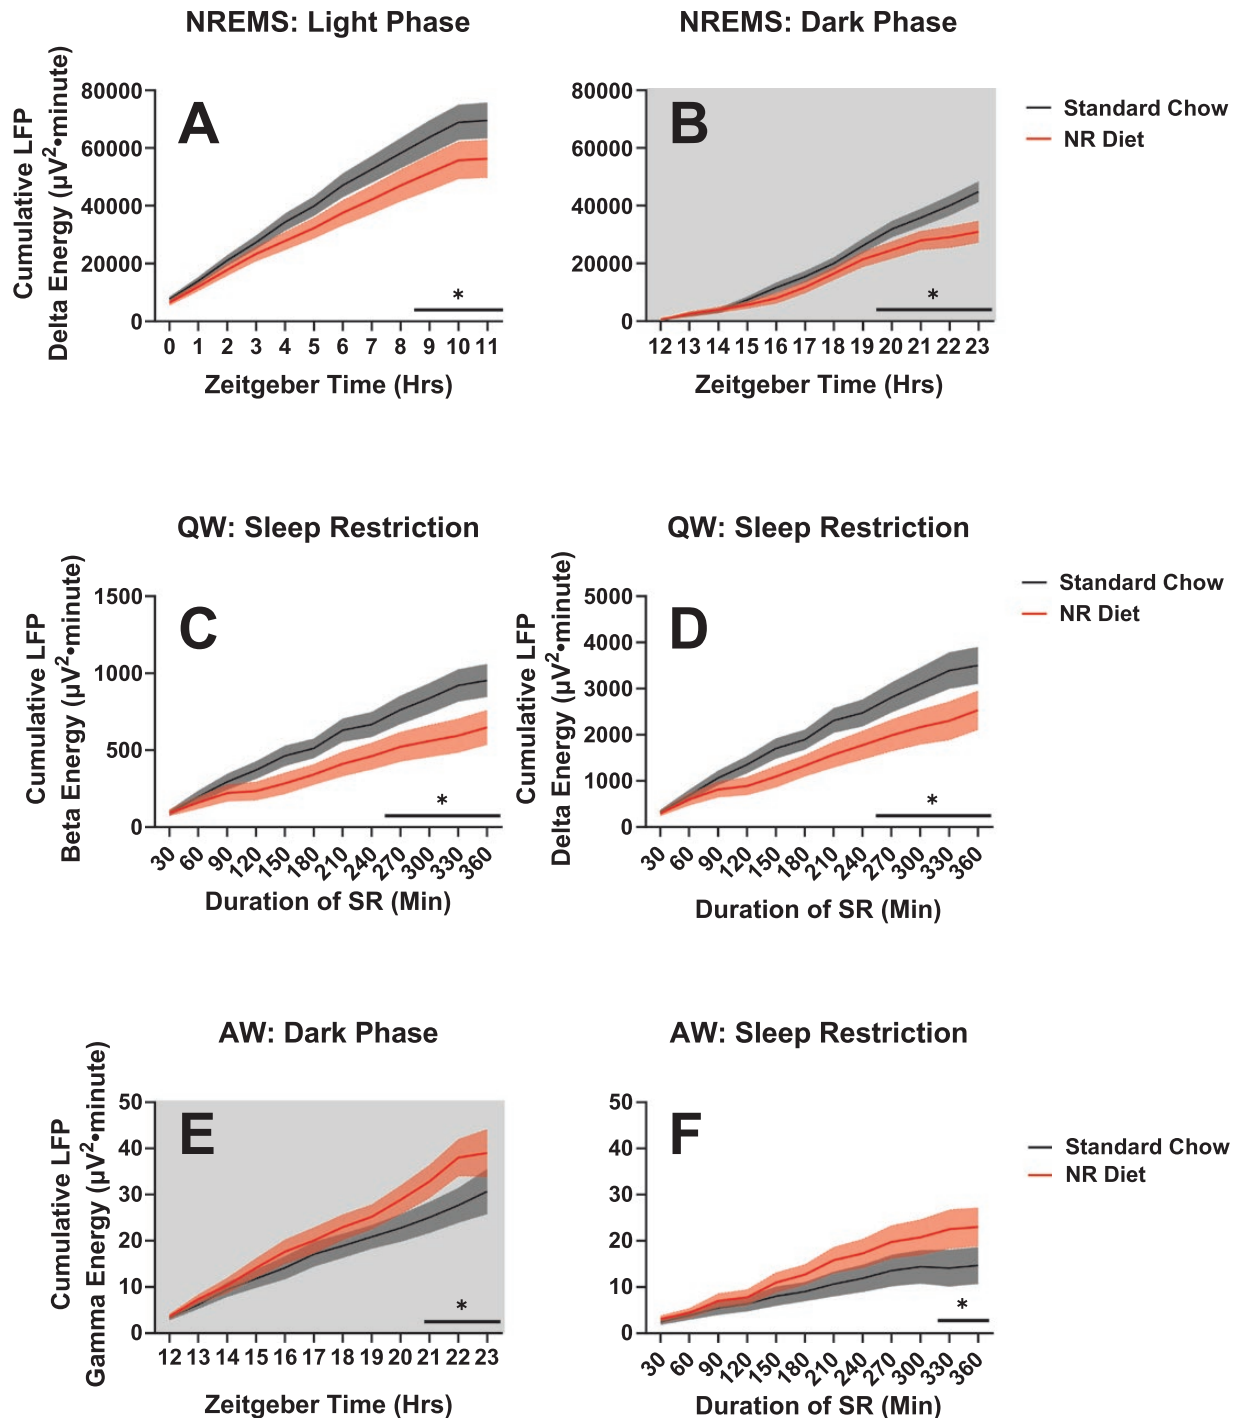 NREMS: Light Phase
NREMS: Dark Phase
Cumulative LFP
Delta Energy (µV²•minute)
80000
60000
40000
20000
0
A
*
0 1 2 3 4 5 6 7 8 9 10 11
Zeitgeber Time (Hrs)
80000
60000
40000
20000
0
B
*
12 13 14 15 16 17 18 19 20 21 22 23
Zeitgeber Time (Hrs)
Standard Chow
NR Diet
QW: Sleep Restriction
QW: Sleep Restriction
Cumulative LFP
Beta Energy (µV²•minute)
1500
1000
500
0
C
*
30 60 90 120 150 180 210 240 270 300 330 360
Duration of SR (Min)
Cumulative LFP
Delta Energy (µV²•minute)
5000
4000
3000
2000
1000
0
D
*
30 60 90 120 150 180 210 240 270 300 330 360
Duration of SR (Min)
Standard Chow
NR Diet
AW: Dark Phase
AW: Sleep Restriction
Cumulative LFP
Gamma Energy (µV²•minute)
50
40
30
20
10
0
E
*
12 13 14 15 16 17 18 19 20 21 22 23
Zeitgeber Time (Hrs)
50
40
30
20
10
0
F
*
30 60 90 120 150 180 210 240 270 300 330 360
Duration of SR (Min)
Standard Chow
NR Diet